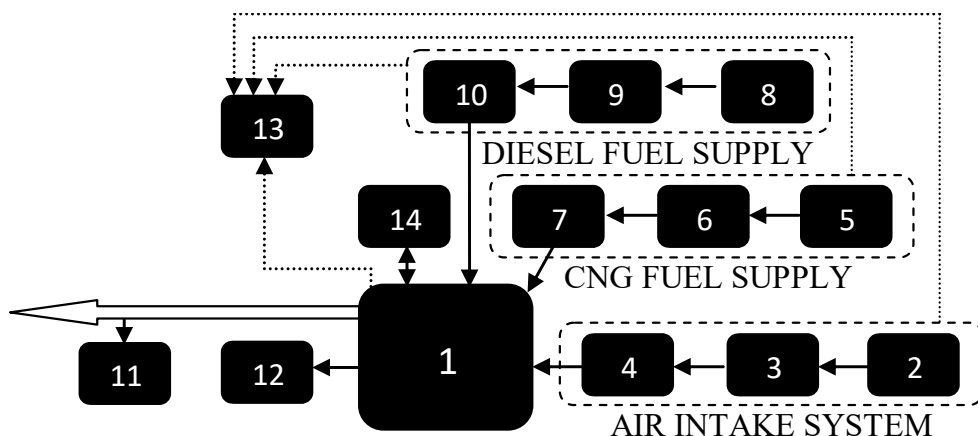 10 9 8
13
DIESEL FUEL SUPPLY
14 7 6 5
CNG FUEL SUPPLY
1
11 12 4 3 2
AIR INTAKE SYSTEM